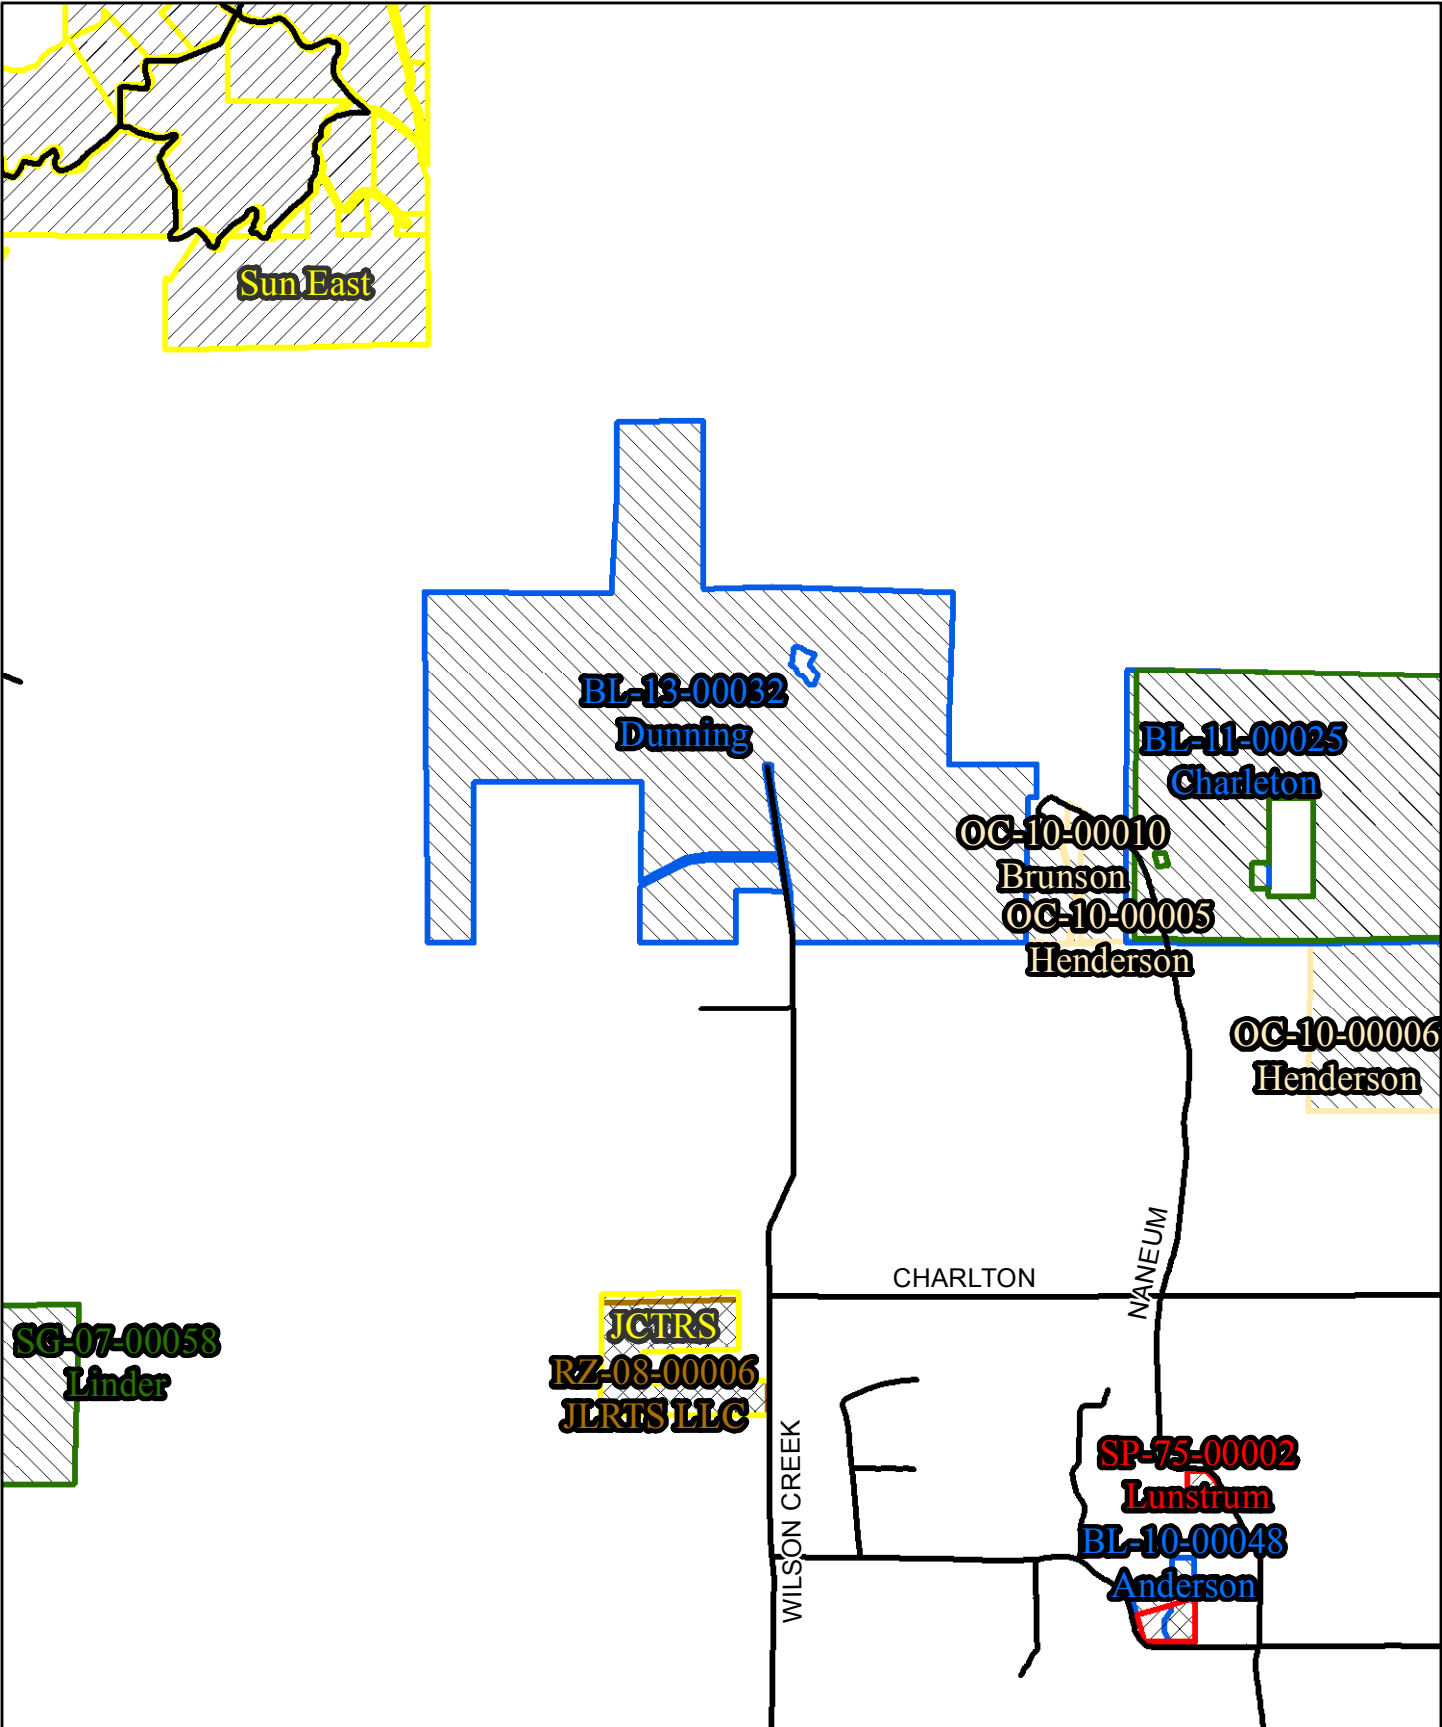 Sun East
BL-13-00032
Dunning
BL-11-00025
Charleton
OC-10-00010
Brunson
OC-10-00005
Henderson
OC-10-00006
Henderson
NANEUM
CHARLTON
SG-07-00058
Linder
JCTRS
RZ-08-00006
JLRTS LLC
WILSON CREEK
SP-75-00002
Lunstrum
BL-10-00048
Anderson